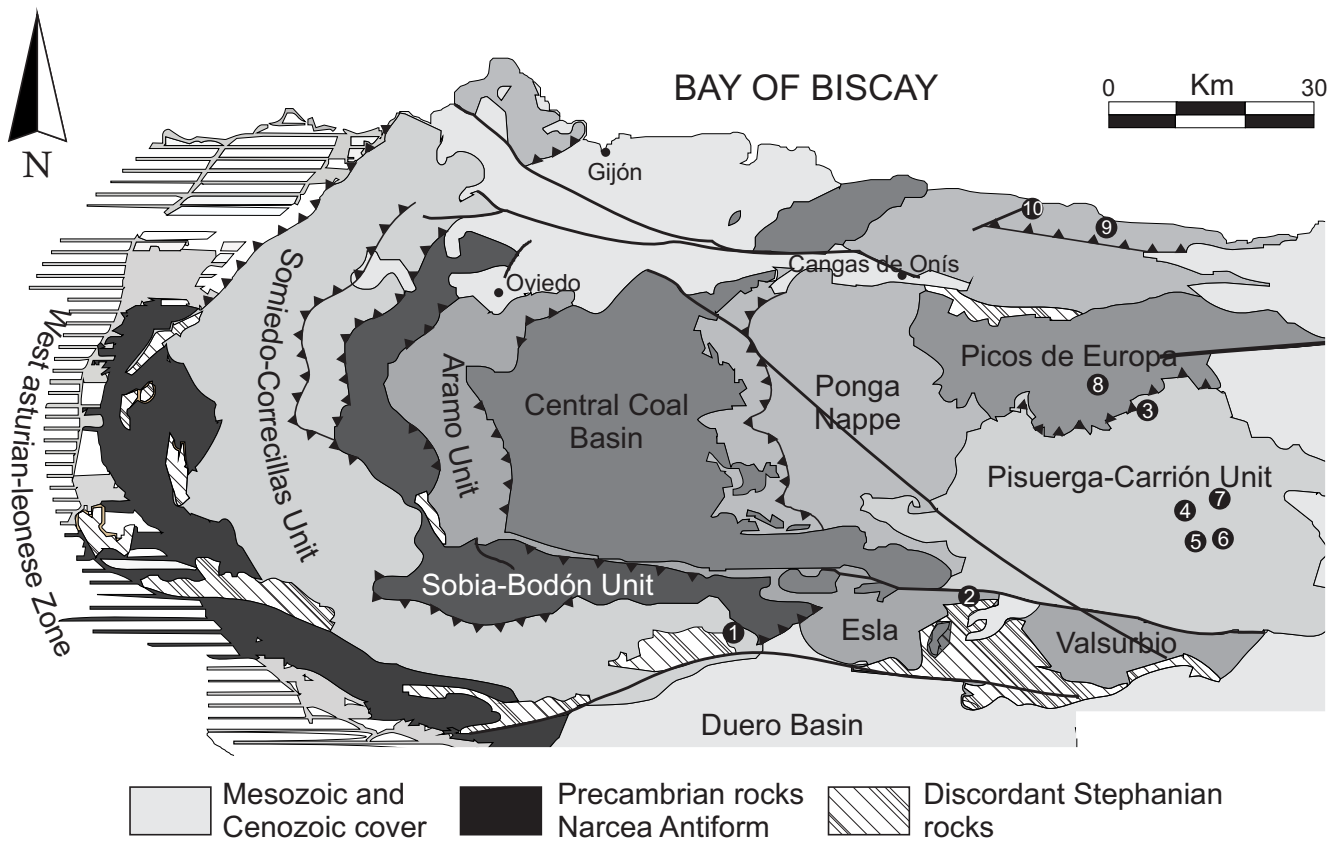 BAY OF BISCAY
0 Km 30
N
Gijón
10
9
Cangas de Onís
Oviedo
Somiedo-Correcillas Unit
West asturian-leonese Zone
Aramo Unit
Central Coal
Basin
Ponga
Nappe
Picos de Europa
8
3
Pisuerga-Carrión Unit
7
4
5
6
Sobia-Bodón Unit
2
1
Esla
Valsurbio
Duero Basin
Mesozoic and
Cenozoic cover
Precambrian rocks
Narcea Antiform
Discordant Stephanian
rocks